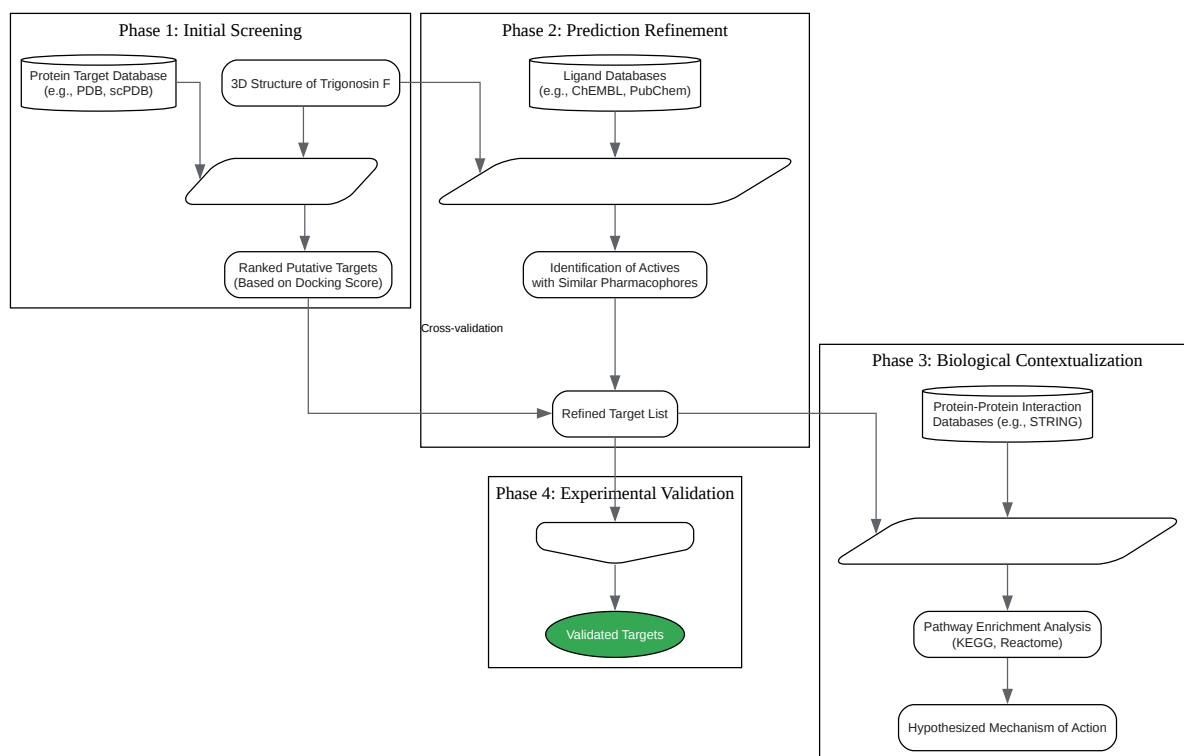 Phase 1: Initial Screening
Protein Target Database
(e.g., PDB, scPDB)
3D Structure of Trigonosin F
Ranked Putative Targets
(Based on Docking Score)
Phase 2: Prediction Refinement
Ligand Databases
(e.g., ChEMBL, PubChem)
Identification of Actives
with Similar Pharmacophores
Cross-validation
Refined Target List
Phase 3: Biological Contextualization
Protein-Protein Interaction
Databases (e.g., STRING)
Pathway Enrichment Analysis
(KEGG, Reactome)
Hypothesized Mechanism of Action
Phase 4: Experimental Validation
Validated Targets